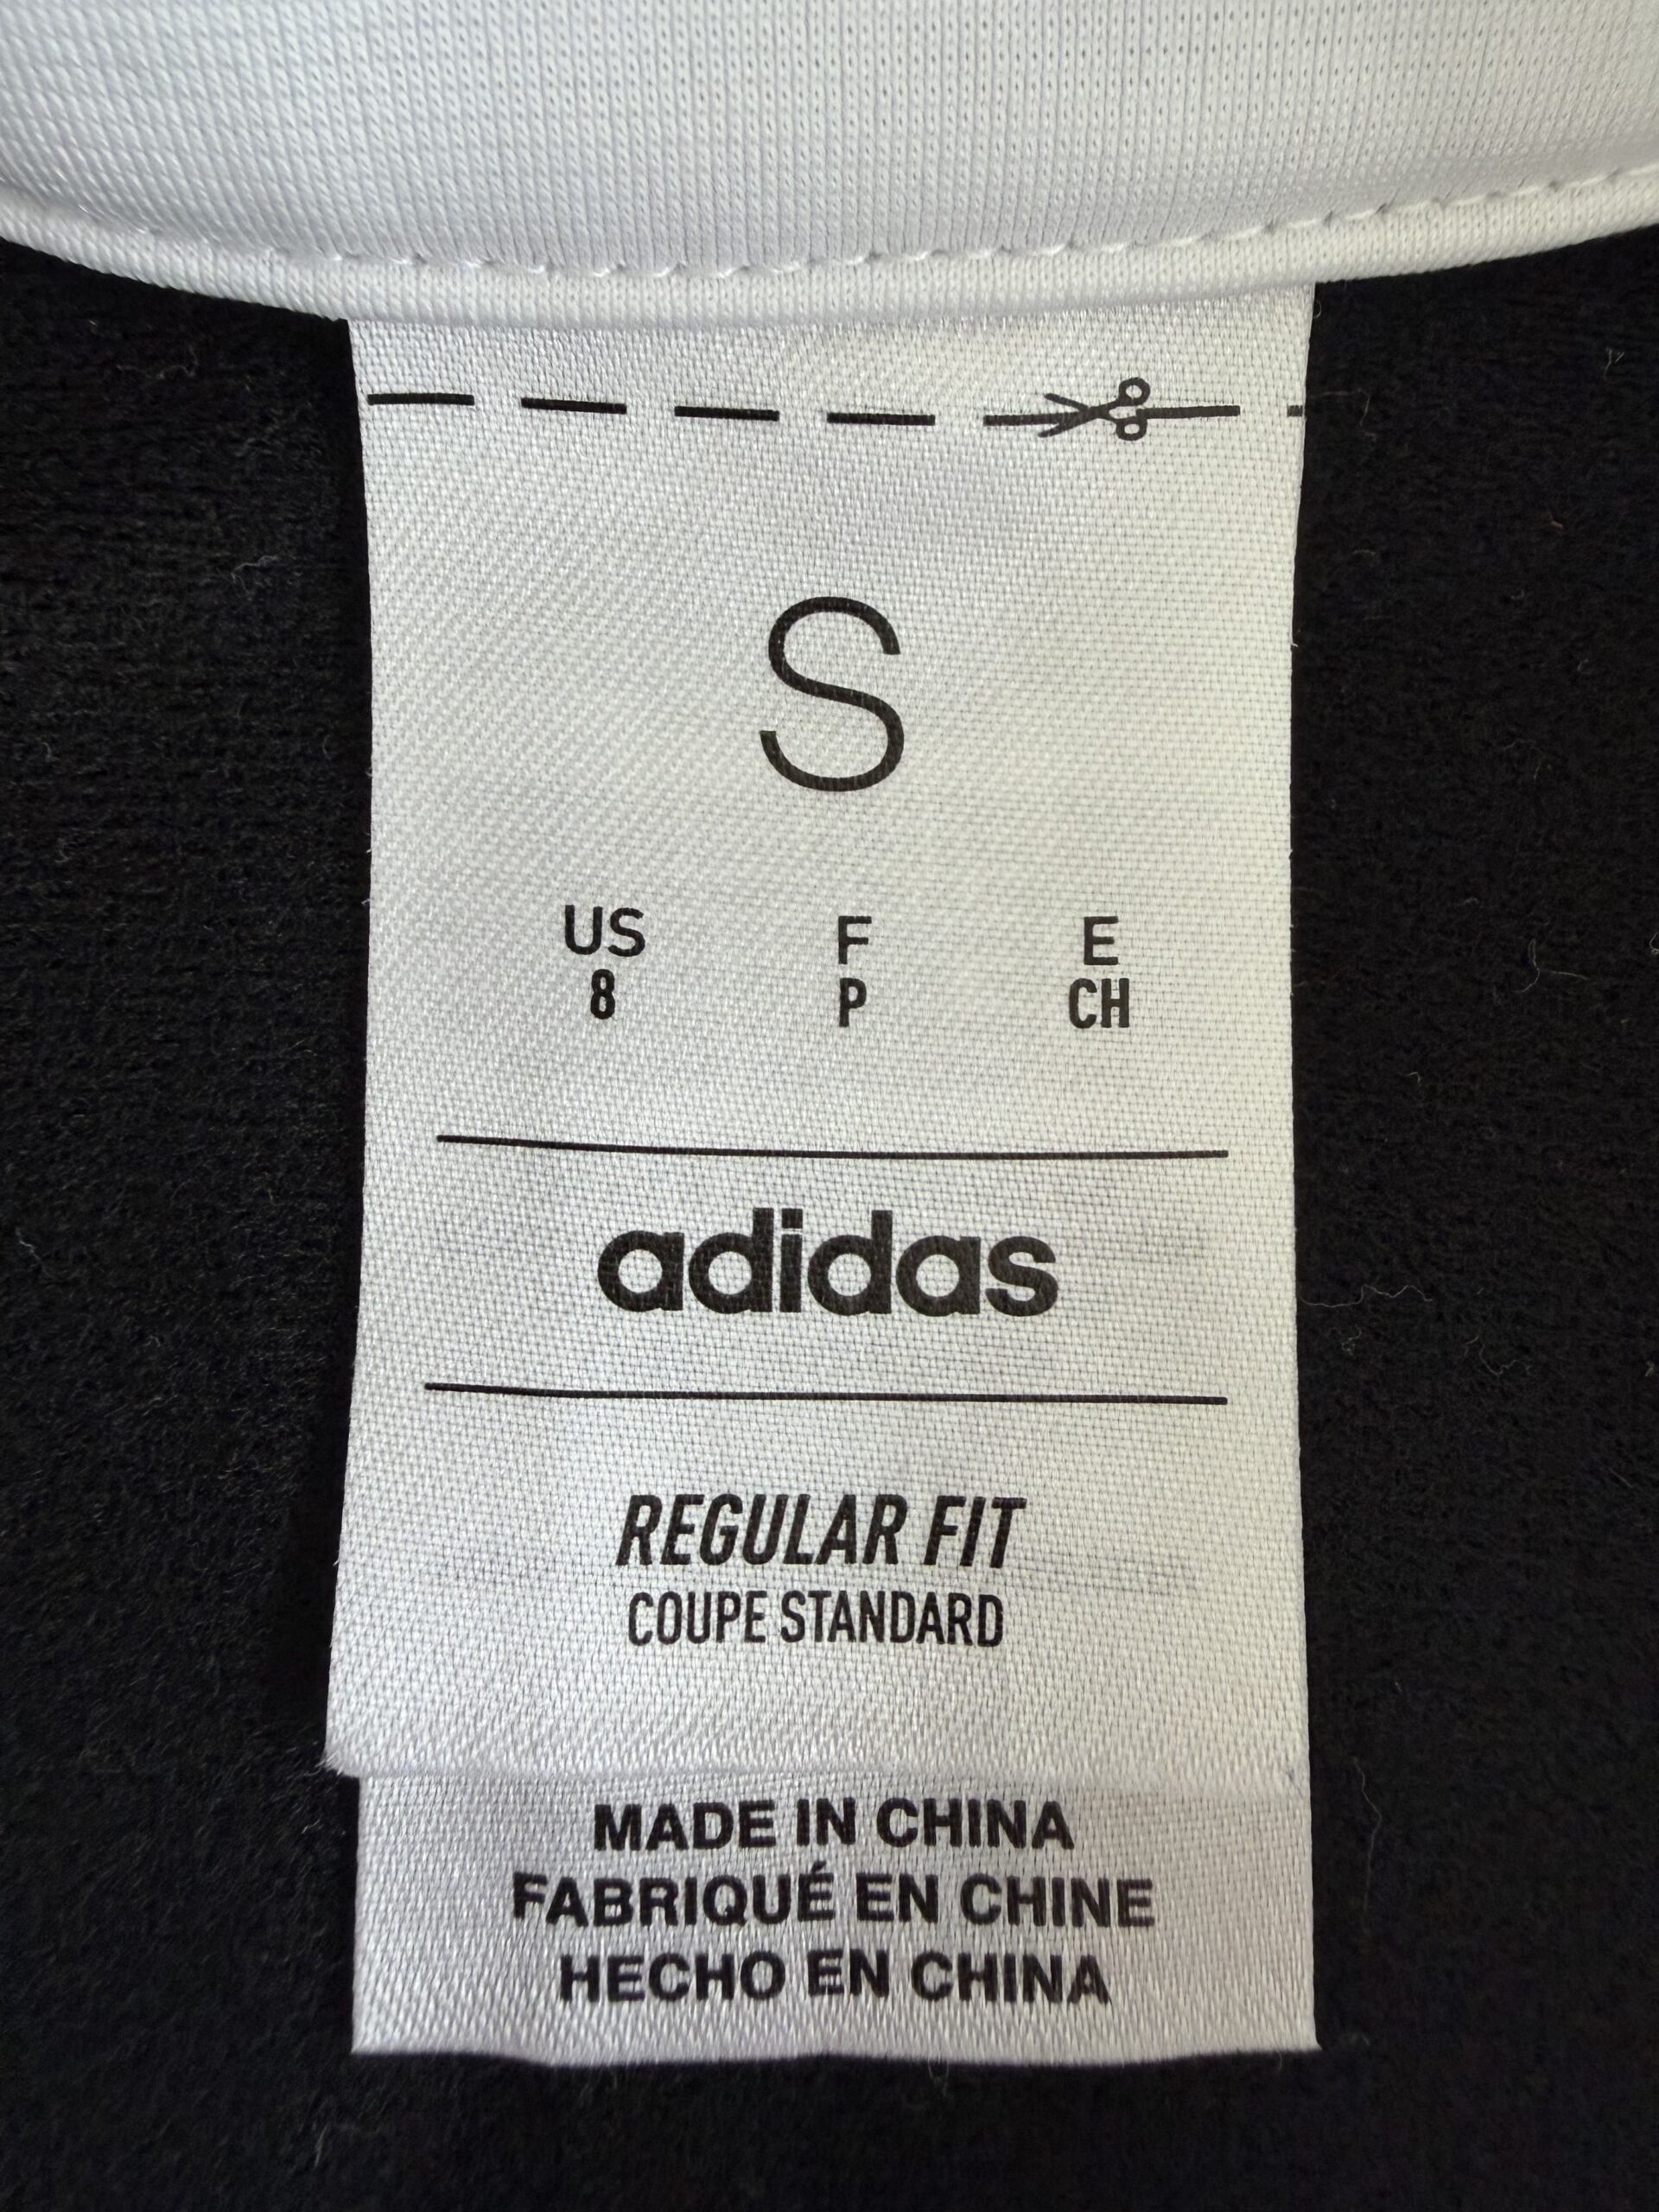 S
US F E
8 P CH
adidas
REGULAR FIT
COUPE STANDARD
MADE IN CHINA
FABRIQUÉ EN CHINE
HECHO EN CHINA